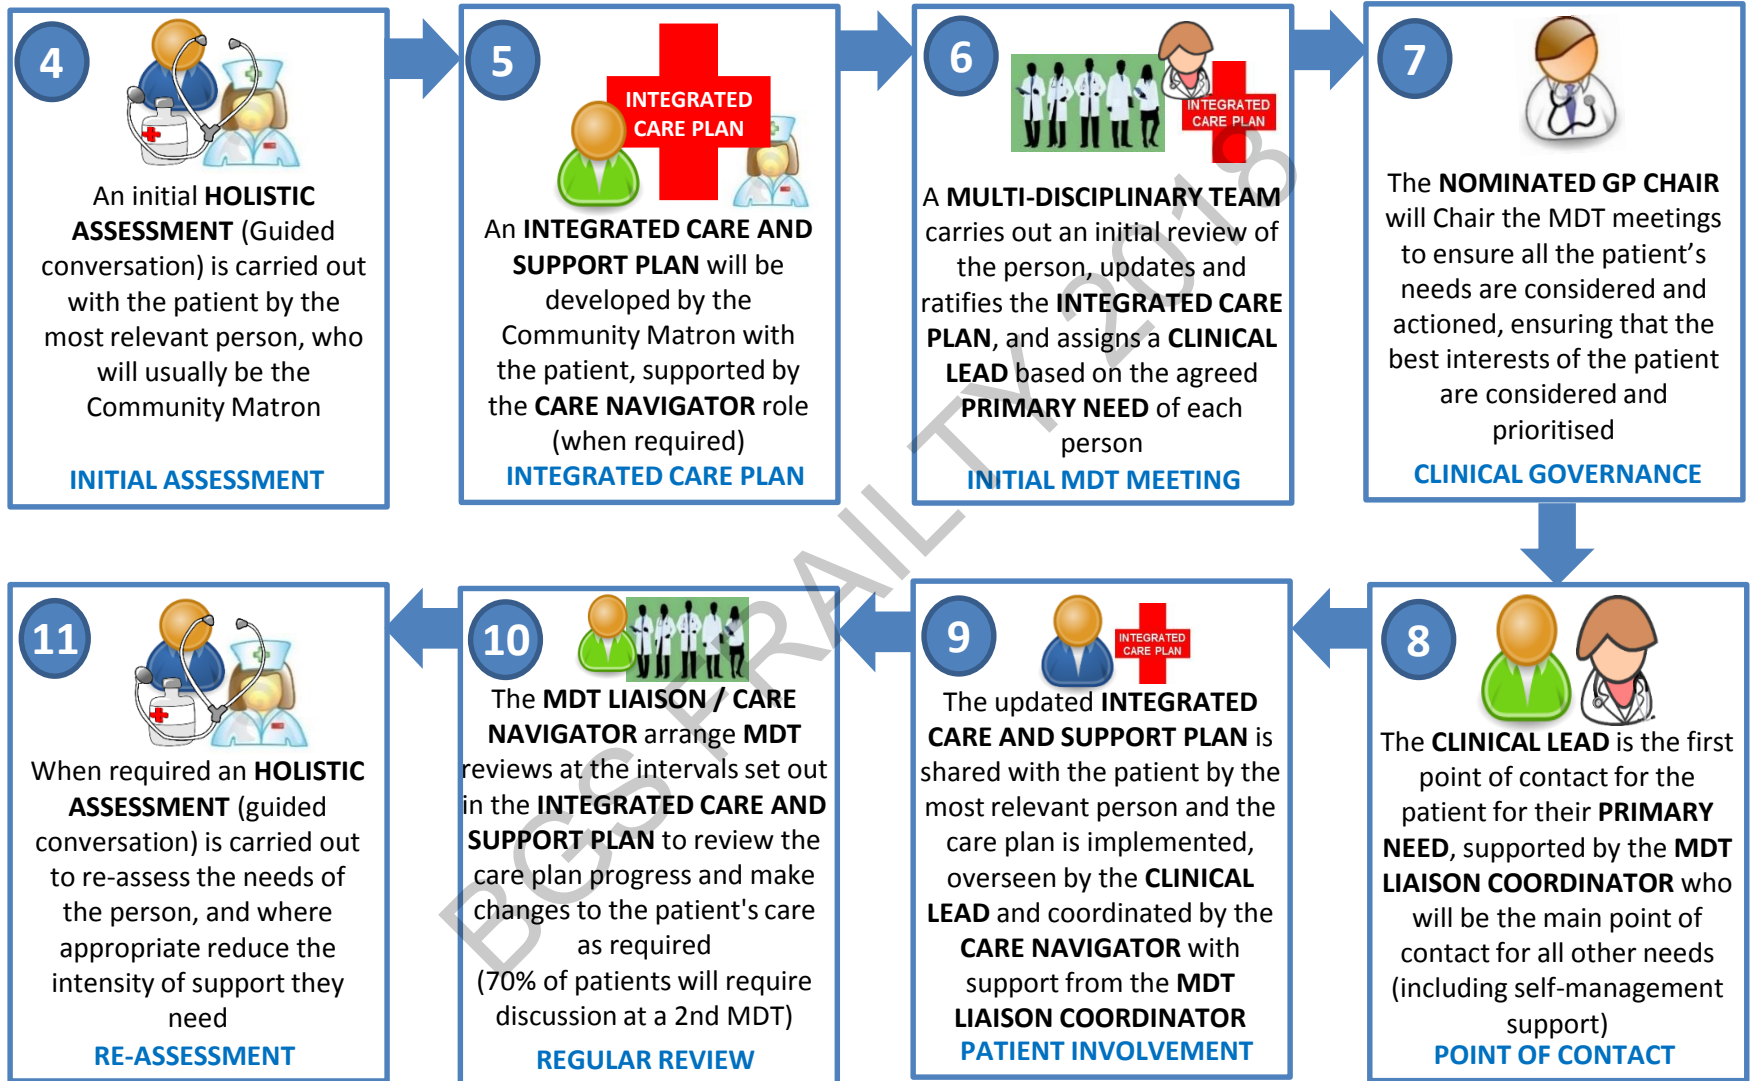 4
An initial HOLISTIC
ASSESSMENT (Guided
conversation) is carried out
with the patient by the
most relevant person, who
will usually be the
Community Matron
INITIAL ASSESSMENT
5
INTEGRATED
CARE PLAN
An INTEGRATED CARE AND
SUPPORT PLAN will be
developed by the
Community Matron with
the patient, supported by
the CARE NAVIGATOR role
(when required)
INTEGRATED CARE PLAN
6
INTEGRATED
CARE PLAN
A MULTI-DISCIPLINARY TEAM
carries out an initial review of
the person, updates and
ratifies the INTEGRATED CARE
PLAN, and assigns a CLINICAL
LEAD based on the agreed
PRIMARY NEED of each
person
INITIAL MDT MEETING
7
The NOMINATED GP CHAIR
will Chair the MDT meetings
to ensure all the patient’s
needs are considered and
actioned, ensuring that the
best interests of the patient
are considered and
prioritised
CLINICAL GOVERNANCE
8
The CLINICAL LEAD is the first
point of contact for the
patient for their PRIMARY
NEED, supported by the MDT
LIAISON COORDINATOR who
will be the main point of
contact for all other needs
(including self-management
support)
POINT OF CONTACT
9
INTEGRATED
CARE PLAN
The updated INTEGRATED
CARE AND SUPPORT PLAN is
shared with the patient by the
most relevant person and the
care plan is implemented,
overseen by the CLINICAL
LEAD and coordinated by the
CARE NAVIGATOR with
support from the MDT
LIAISON COORDINATOR
PATIENT INVOLVEMENT
10
The MDT LIAISON / CARE
NAVIGATOR arrange MDT
reviews at the intervals set out
in the INTEGRATED CARE AND
SUPPORT PLAN to review the
care plan progress and make
changes to the patient's care
as required
(70% of patients will require
discussion at a 2nd MDT)
REGULAR REVIEW
11
When required an HOLISTIC
ASSESSMENT (guided
conversation) is carried out
to re-assess the needs of
the person, and where
appropriate reduce the
intensity of support they
need
RE-ASSESSMENT
BGS FRAILTY 2018